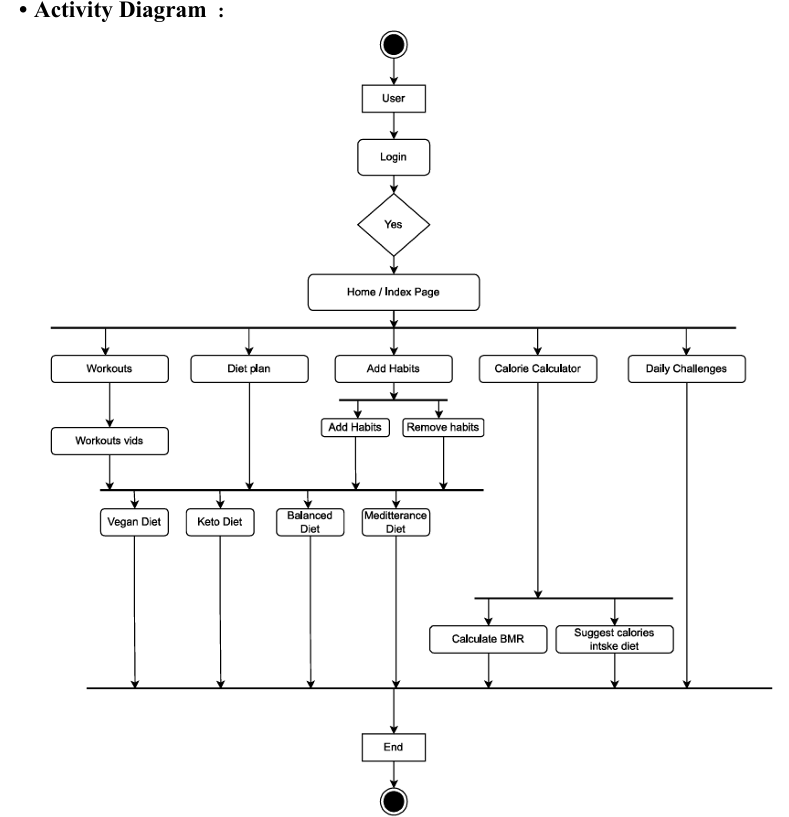 • Activity Diagram :
User
Login
Yes
Home / Index Page
Workouts
Diet plan
Add Habits
Calorie Calculator
Daily Challenges
Workouts vids
Add Habits
Remove habits
Vegan Diet
Keto Diet
Balanced
Diet
Meditterance
Diet
Calculate BMR
Suggest calories
intske diet
End